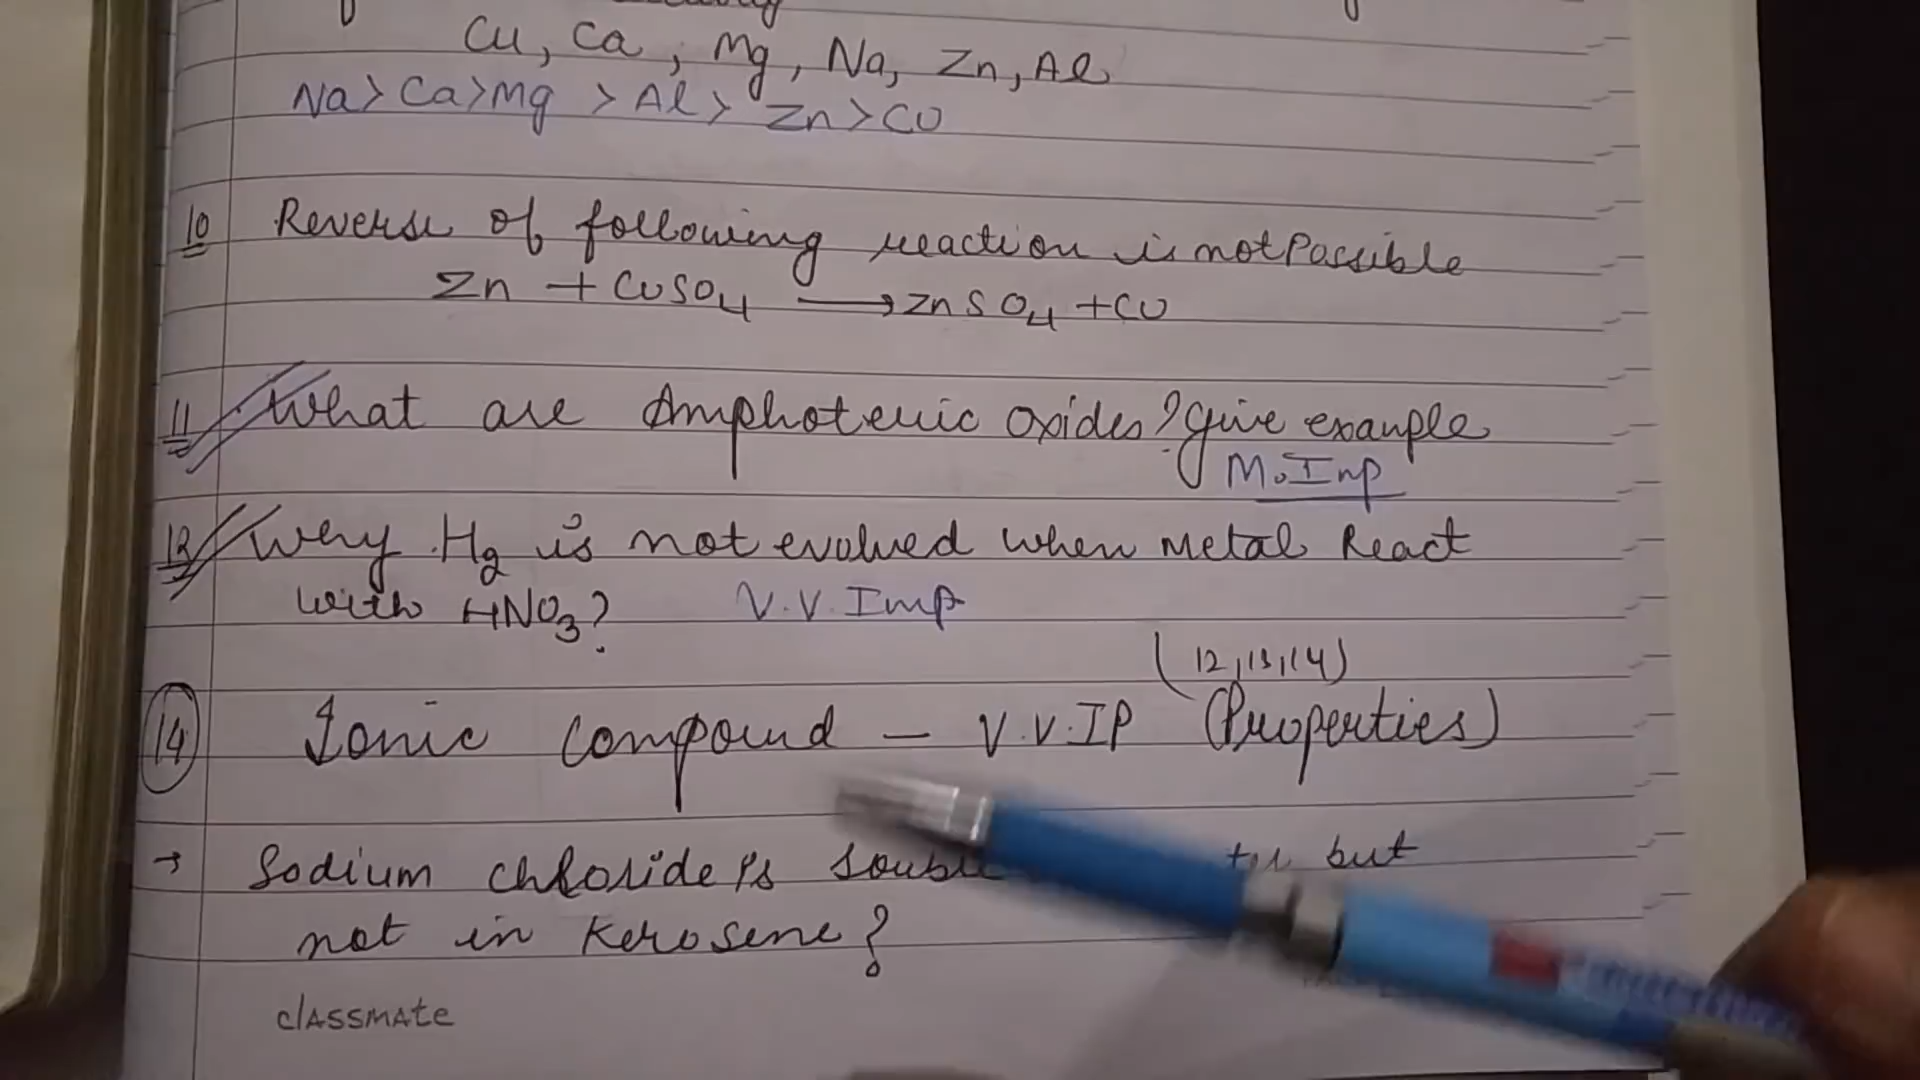 Cu, Ca, Mg, Na, Zn, Al
Na>Ca>Mg >Al> Zn>Cu
10 Reverse of following reaction is not Possible
Zn + CuSO4 → ZnSO4 + Cu
11 What are Amphoteric oxides? Give example
M.Imp
Why Hg is not evolved when Metal React
with HNO3? V.V.Imp
(12,13,14)
14 Ionic compound – V.V.IP (Properties)
→ Sodium chloride is but
not in Kerosene?
classmate